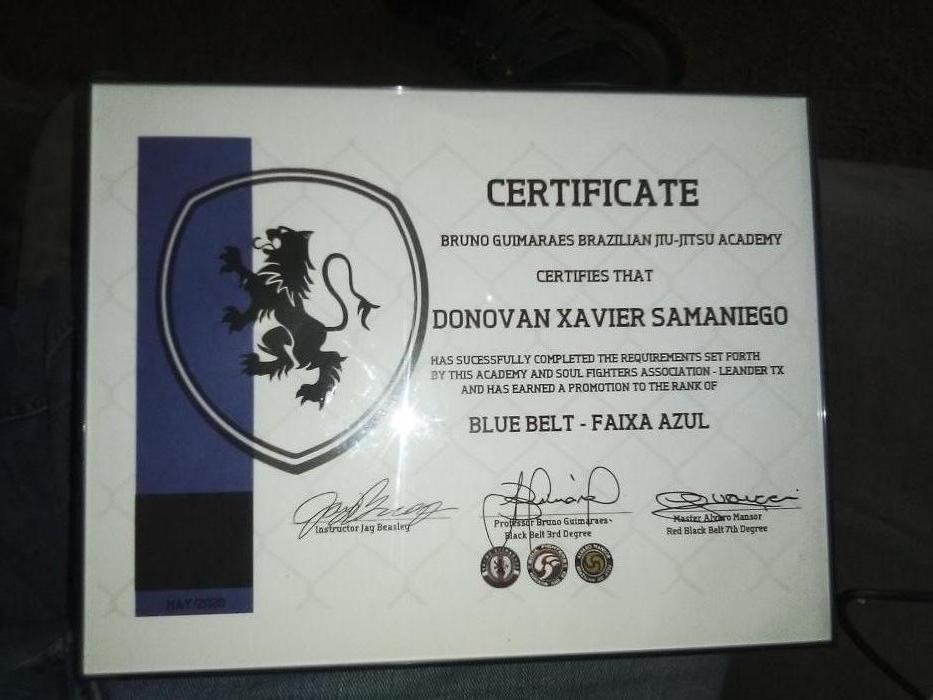 CERTIFICATE
BRUNO GUIMARAES BRAZILIAN JIU-JITSU ACADEMY
CERTIFIES THAT
DONOVAN XAVIER SAMANIEGO
HAS SUCESSFULLY COMPLETED THE REQUIREMENTS SET FORTH
BY THIS ACADEMY AND SOUL FIGHTERS ASSOCIATION - LEANDER TX
AND HAS EARNED A PROMOTION TO THE RANK OF
BLUE BELT - FAIXA AZUL
Instructor Jay Beasley
Professor Bruno Guimaraes
Black Belt 3rd Degree
Master Alvaro Mansor
Red Black Belt 7th Degree
MAY/2020